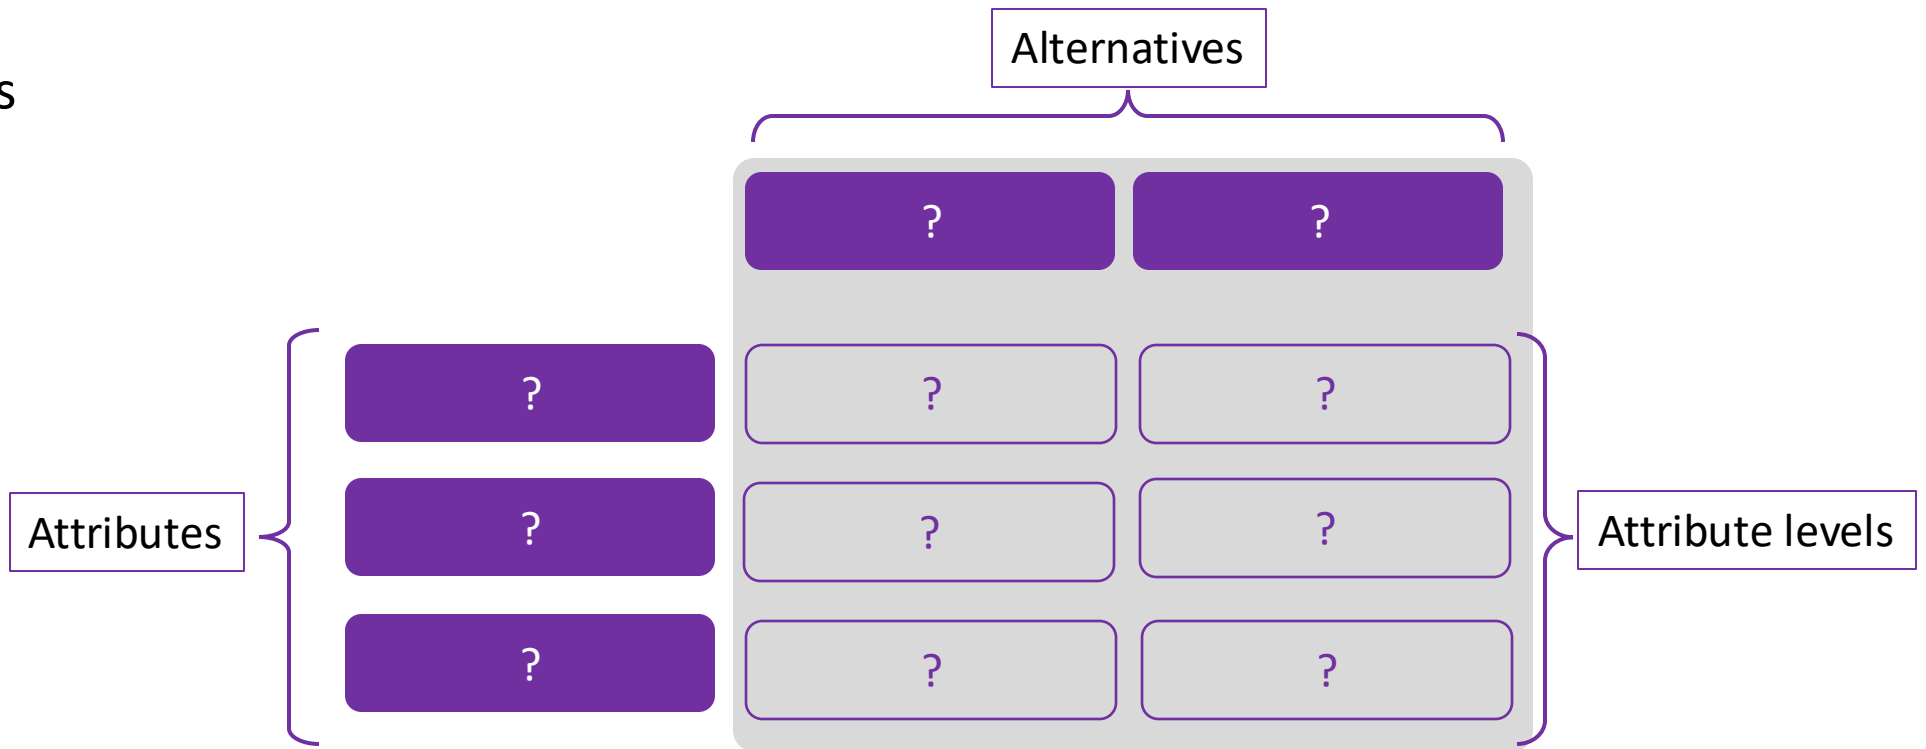 Alternatives
s
? ?
? ? ?
Attributes ? ? ? Attribute levels
? ? ?